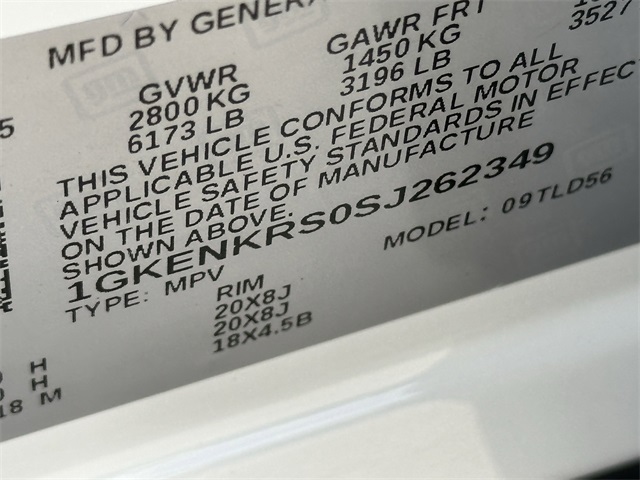 MFD BY GENERA
GVWR
GAWR FRT
2800 KG
1450 KG
6173 LB
3196 LB
3527
THIS VEHICLE CONFORMS TO ALL
APPLICABLE U.S. FEDERAL MOTOR
VEHICLE SAFETY STANDARDS IN EFFECT
ON THE DATE OF MANUFACTURE
SHOWN ABOVE.
1GKENKRS0SJ262349
TYPE: MPV
MODEL: 09TLD56
RIM
20X8J
20X8J
18X4.5B
H
H
18 M